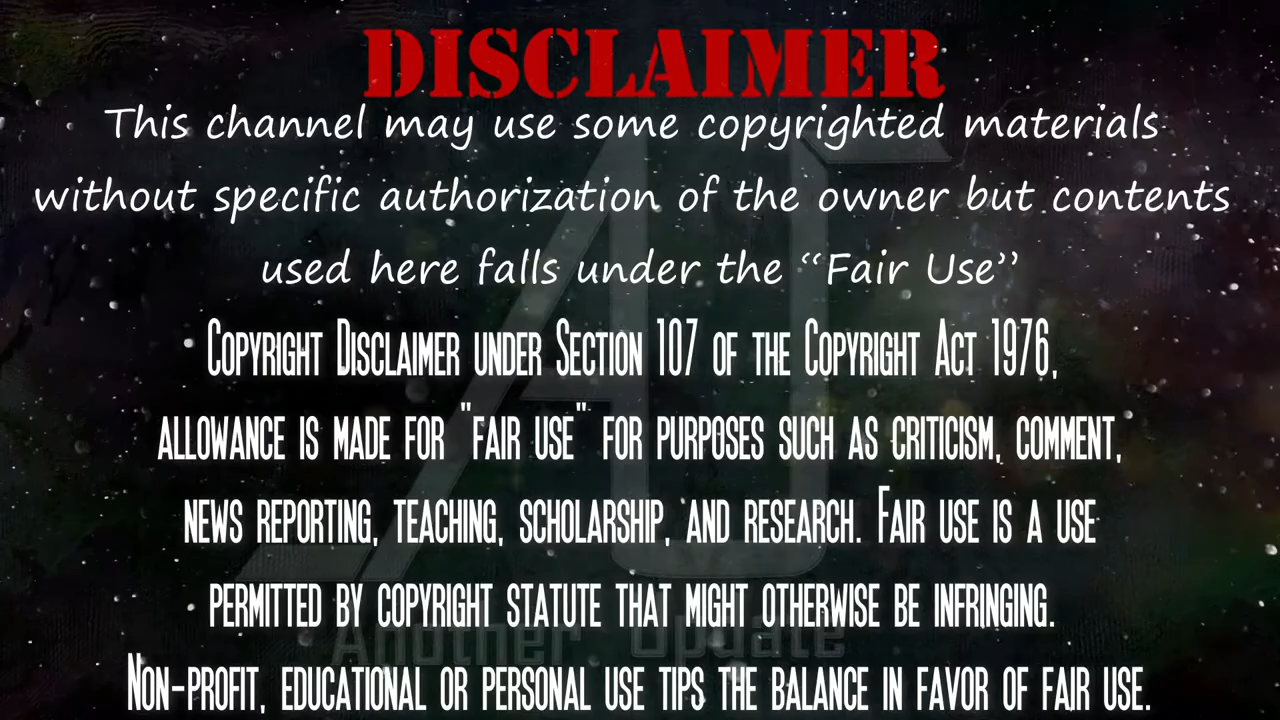 DISCLAIMER
This channel may use some copyrighted materials
without specific authorization of the owner but contents
used here falls under the “Fair Use”
Copyright Disclaimer under Section 107 of the Copyright Act 1976,
allowance is made for "fair use" for purposes such as criticism, comment,
news reporting, teaching, scholarship, and research. Fair use is a use
permitted by copyright statute that might otherwise be infringing.
Another Update
Non-profit, educational or personal use tips the balance in favor of fair use.